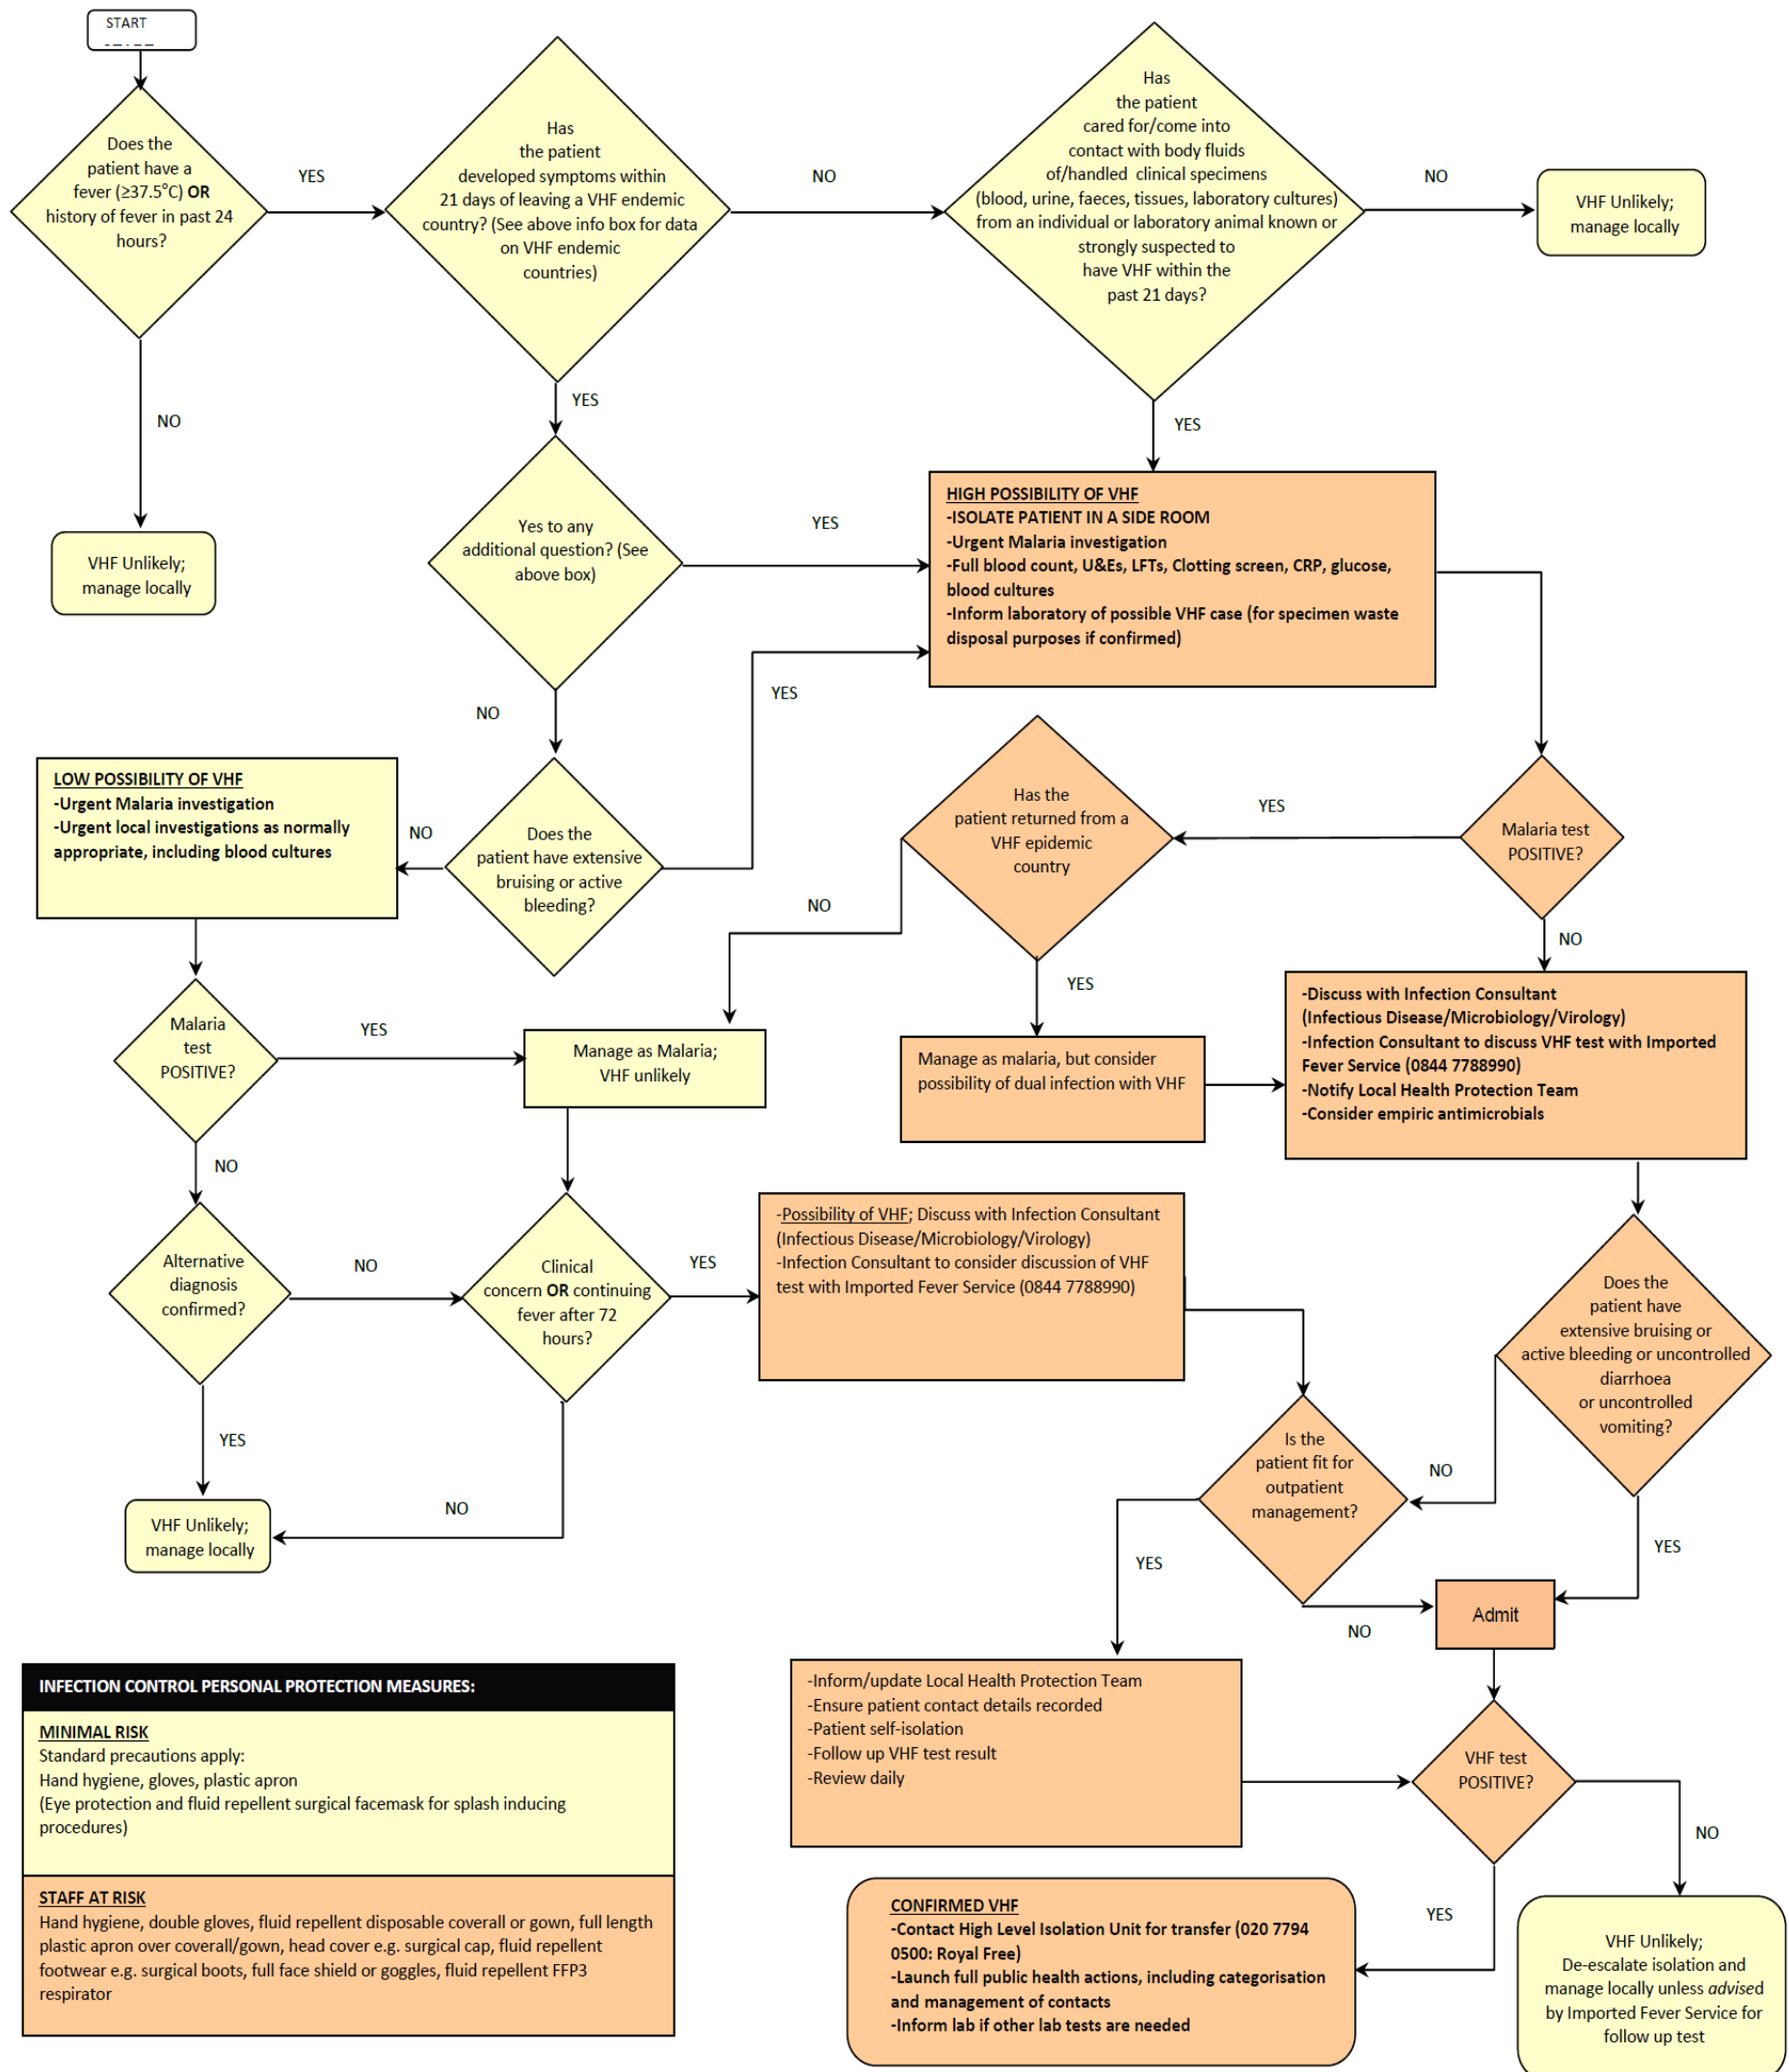 START
Does the
patient have a
fever (≥37.5°C) OR
history of fever in past 24
hours?
YES
Has
the patient
developed symptoms within
21 days of leaving a VHF endemic
country? (See above info box for data
on VHF endemic
countries)
NO
Has
the patient
cared for/come into
contact with body fluids
of/handled clinical specimens
(blood, urine, faeces, tissues, laboratory cultures)
from an individual or laboratory animal known or
strongly suspected to
have VHF within the
past 21 days?
NO
VHF Unlikely;
manage locally
NO
YES
YES
VHF Unlikely;
manage locally
Yes to any
additional question? (See
above box)
YES
HIGH POSSIBILITY OF VHF
-ISOLATE PATIENT IN A SIDE ROOM
-Urgent Malaria investigation
-Full blood count, U&Es, LFTs, Clotting screen, CRP, glucose,
blood cultures
-Inform laboratory of possible VHF case (for specimen waste
disposal purposes if confirmed)
NO
YES
LOW POSSIBILITY OF VHF
-Urgent Malaria investigation
-Urgent local investigations as normally
appropriate, including blood cultures
NO
Does the
patient have extensive
bruising or active
bleeding?
Has the
patient returned from a
VHF epidemic
country
YES
Malaria test
POSITIVE?
NO
YES
NO
Malaria
test
POSITIVE?
YES
Manage as Malaria;
VHF unlikely
Manage as malaria, but consider
possibility of dual infection with VHF
-Discuss with Infection Consultant
(Infectious Disease/Microbiology/Virology)
-Infection Consultant to discuss VHF test with Imported
Fever Service (0844 7788990)
-Notify Local Health Protection Team
-Consider empiric antimicrobials
NO
Alternative
diagnosis
confirmed?
NO
Clinical
concern OR continuing
fever after 72
hours?
YES
-Possibility of VHF; Discuss with Infection Consultant
(Infectious Disease/Microbiology/Virology)
-Infection Consultant to consider discussion of VHF
test with Imported Fever Service (0844 7788990)
Does the
patient have
extensive bruising or
active bleeding or uncontrolled
diarrhoea
or uncontrolled
vomiting?
YES
NO
VHF Unlikely;
manage locally
Is the
patient fit for
outpatient
management?
NO
YES
YES
NO
Admit
-Inform/update Local Health Protection Team
-Ensure patient contact details recorded
-Patient self-isolation
-Follow up VHF test result
-Review daily
VHF test
POSITIVE?
NO
YES
CONFIRMED VHF
-Contact High Level Isolation Unit for transfer (020 7794
0500: Royal Free)
-Launch full public health actions, including categorisation
and management of contacts
-Inform lab if other lab tests are needed
VHF Unlikely;
De-escalate isolation and
manage locally unless advised
by Imported Fever Service for
follow up test
INFECTION CONTROL PERSONAL PROTECTION MEASURES:
MINIMAL RISK
Standard precautions apply:
Hand hygiene, gloves, plastic apron
(Eye protection and fluid repellent surgical facemask for splash inducing
procedures)
STAFF AT RISK
Hand hygiene, double gloves, fluid repellent disposable coverall or gown, full length
plastic apron over coverall/gown, head cover e.g. surgical cap, fluid repellent
footwear e.g. surgical boots, full face shield or goggles, fluid repellent FFP3
respirator